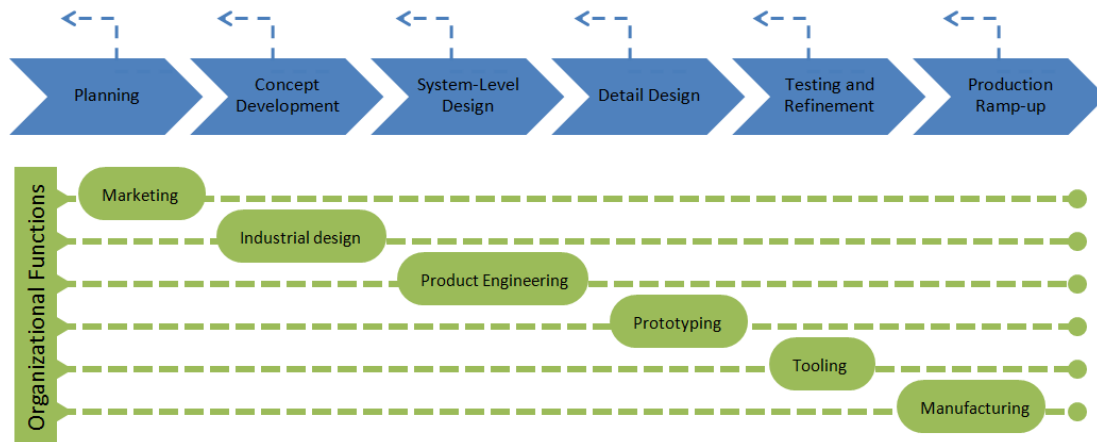 Planning
Concept
Development
System-Level
Design
Detail Design
Testing and
Refinement
Production
Ramp-up
Organizational Functions
Marketing
Industrial design
Product Engineering
Prototyping
Tooling
Manufacturing